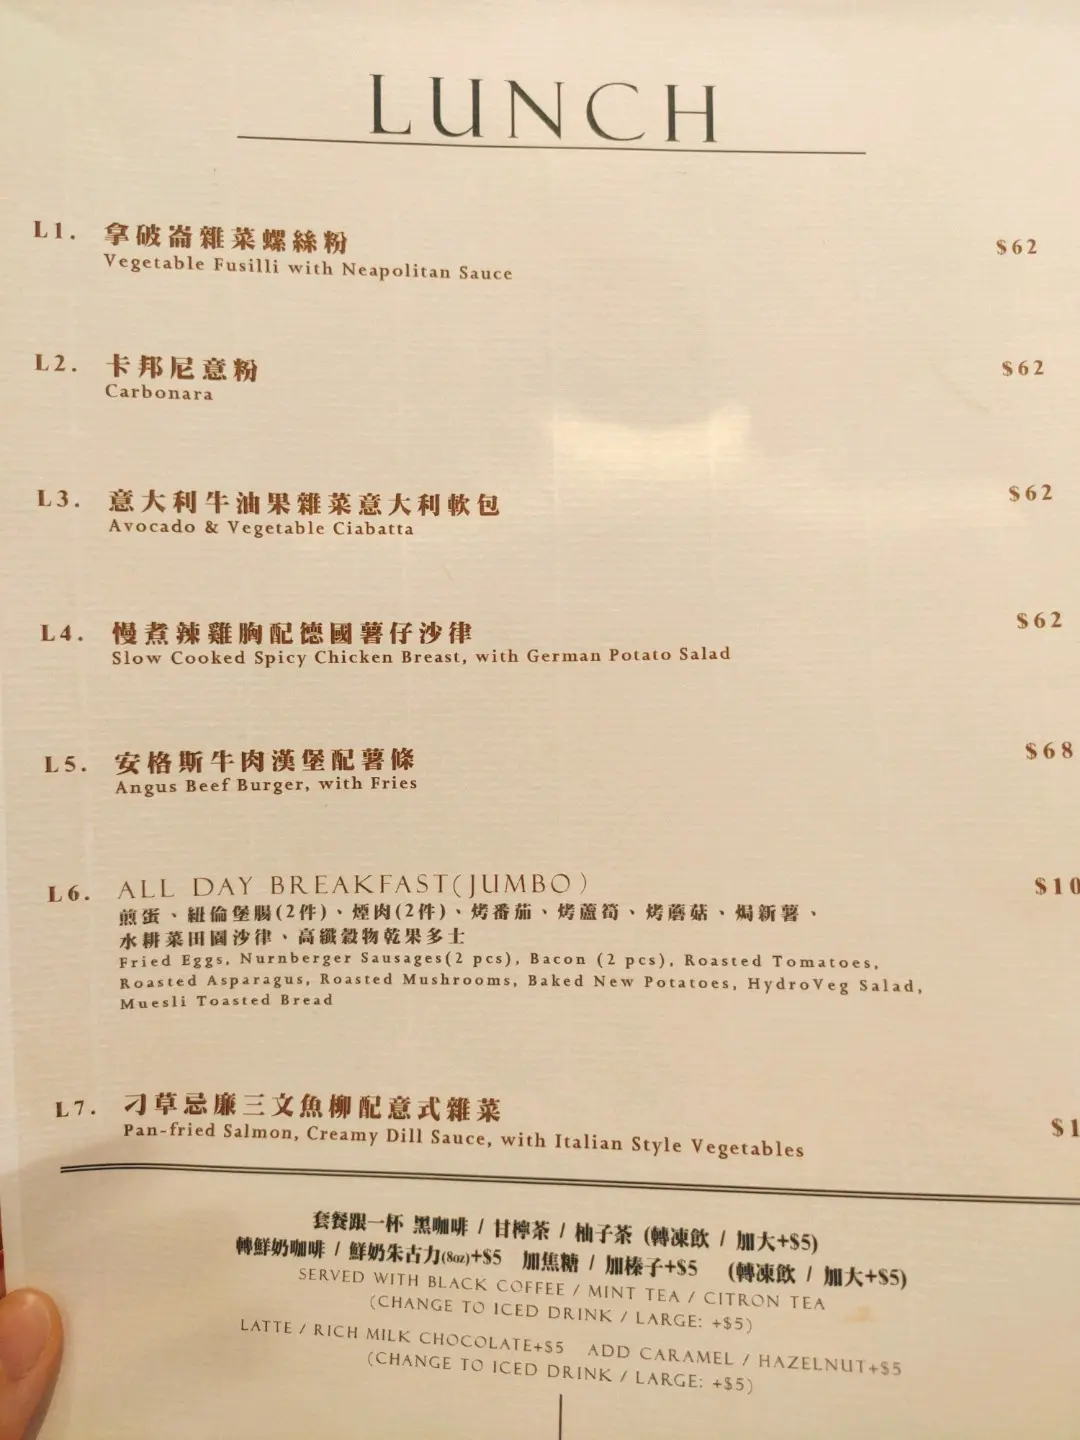 LUNCH
L1. 拿破崙雜菜螺絲粉 $62
Vegetable Fusilli with Neapolitan Sauce
L2. 卡邦尼意粉 $62
Carbonara
L3. 意大利牛油果雜菜意大利軟包 $62
Avocado & Vegetable Ciabatta
L4. 慢煮辣雞胸配德國薯仔沙律 $62
Slow Cooked Spicy Chicken Breast, with German Potato Salad
L5. 安格斯牛肉漢堡配薯條 $68
Angus Beef Burger, with Fries
L6. ALL DAY BREAKFAST(JUMBO) $10
煎蛋、紐倫堡腸(2件)、煙肉(2件)、烤番茄、烤蘆筍、烤蘑菇、焗新薯、
水耕菜田園沙律、高纖穀物乾果多士
Fried Eggs, Nurnberger Sausages(2 pcs), Bacon (2 pcs), Roasted Tomatoes,
Roasted Asparagus, Roasted Mushrooms, Baked New Potatoes, HydroVeg Salad,
Muesli Toasted Bread
L7. 刁草忌廉三文魚柳配意式雜菜 $1
Pan-fried Salmon, Creamy Dill Sauce, with Italian Style Vegetables
套餐跟一杯 黑咖啡 / 甘檸茶 / 柚子茶 (轉凍飲 / 加大+$5)
轉鮮奶咖啡 / 鮮奶朱古力(8oz)+$5 加焦糖 / 加榛子+$5 (轉凍飲 / 加大+$5)
SERVED WITH BLACK COFFEE / MINT TEA / CITRON TEA
(CHANGE TO ICED DRINK / LARGE: +$5)
LATTE / RICH MILK CHOCOLATE+$5 ADD CARAMEL / HAZELNUT+$5
(CHANGE TO ICED DRINK / LARGE: +$5)